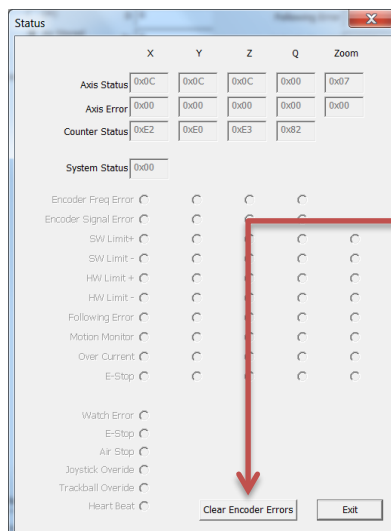 Status
X Y Z Q Zoom
Axis Status 0x0C 0x0C 0x0C 0x00 0x07
Axis Error 0x00 0x00 0x00 0x00 0x00
Counter Status 0xE2 0xE0 0xE3 0x82
System Status 0x00
Encoder Freq Error
Encoder Signal Error
SW Limit+
SW Limit -
HW Limit +
HW Limit -
Following Error
Motion Monitor
Over Current
E-Stop
Watch Error
E-Stop
Air Stop
Joystick Overide
Trackball Overide
Heart Beat
Clear Encoder Errors Exit